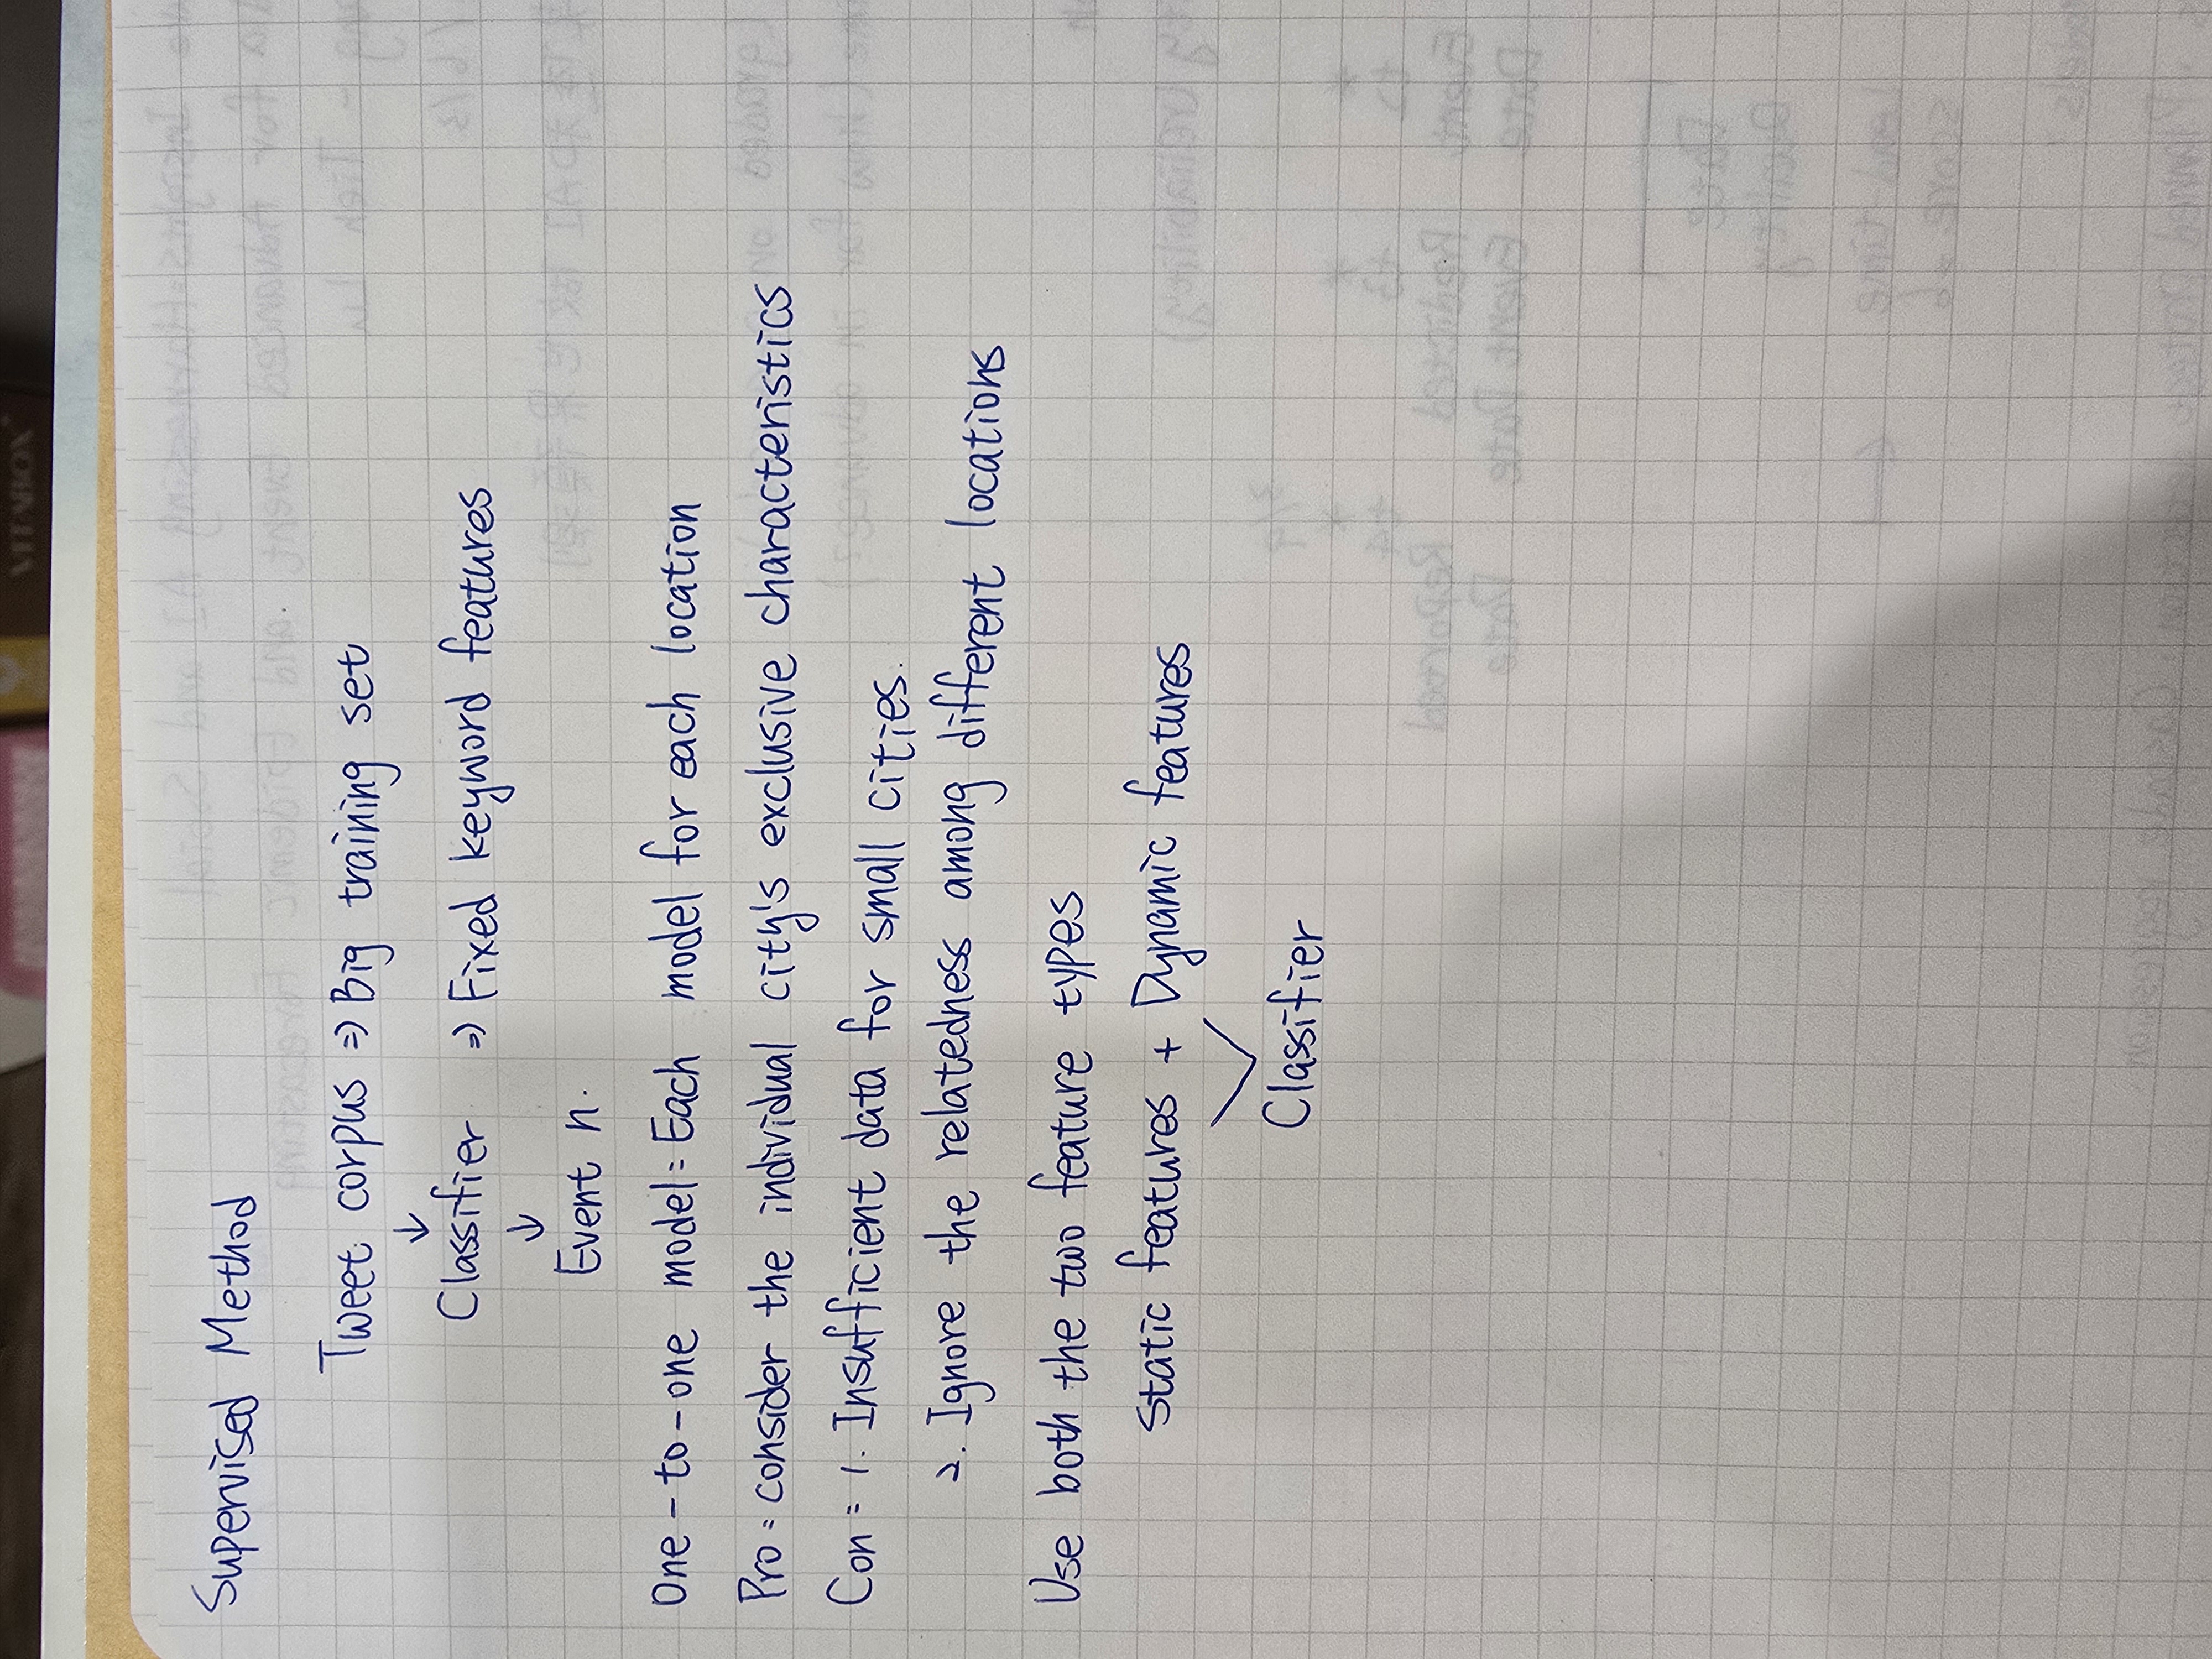 VITABOX
Supervised Method
Tweet corpus ⇒ Big training set
↓
Classifier ⇒ Fixed keyword features
↓
Event n.
One-to-one model: Each model for each location
Pro: consider the individual city's exclusive characteristics
Con: 1. Insufficient data for small cities.
2. Ignore the relatedness among different locations
Use both the two feature types
Static features + Dynamic features
Classifier